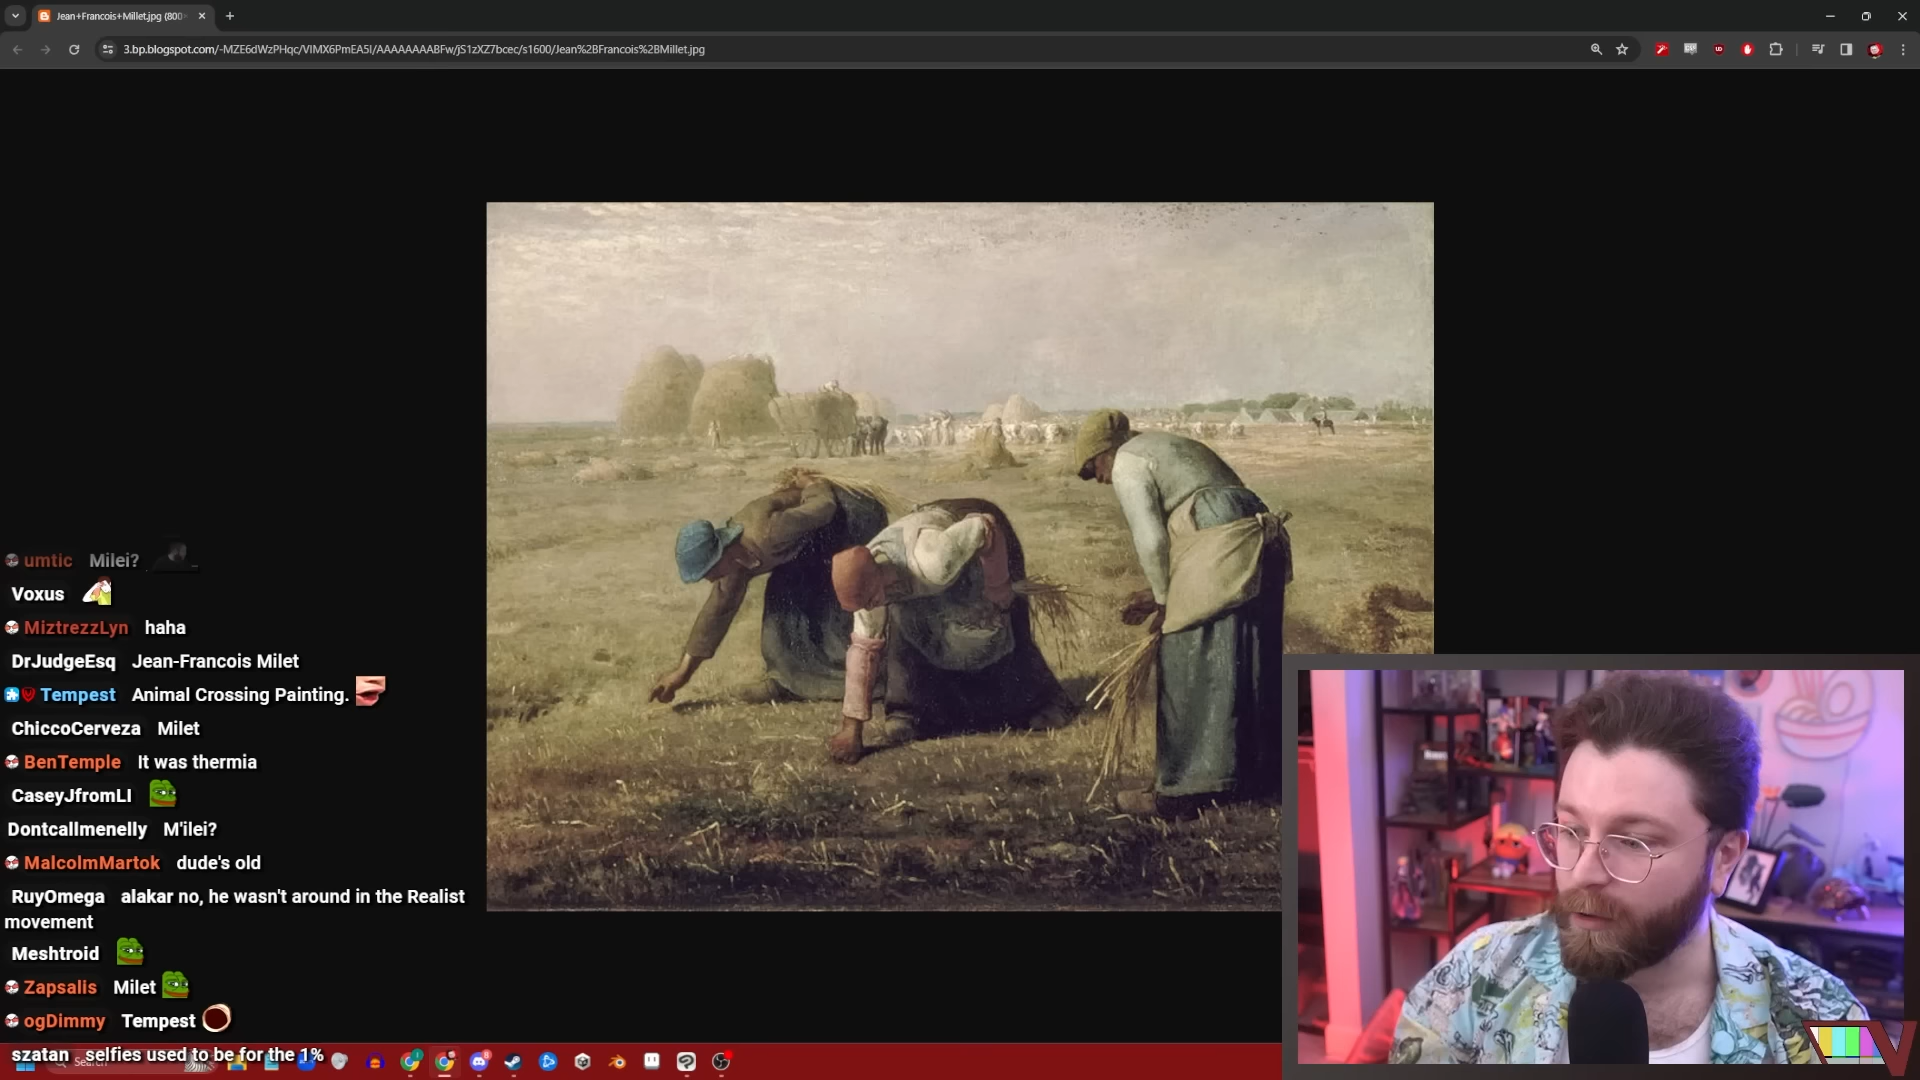 Jean+Francois+Millet.jpg (800
3.bp.blogspot.com/-MZE6dWzPHqc/VIMX6PmEA5I/AAAAAAAABFw/jS1zXZ7bcec/s1600/Jean%2BFrancois%2BMillet.jpg
umtic Milei?
Voxus
MiztrezzLyn haha
DrJudgeEsq Jean-Francois Milet
Tempest Animal Crossing Painting.
ChiccoCerveza Milet
BenTemple It was thermia
CaseyJfromLI
Dontcallmenelly M'ilei?
MalcolmMartok dude's old
RuyOmega alakar no, he wasn't around in the Realist
movement
Meshtroid
Zapsalis Milet
ogDimmy Tempest
szatan selfies used to be for the 1%
Search